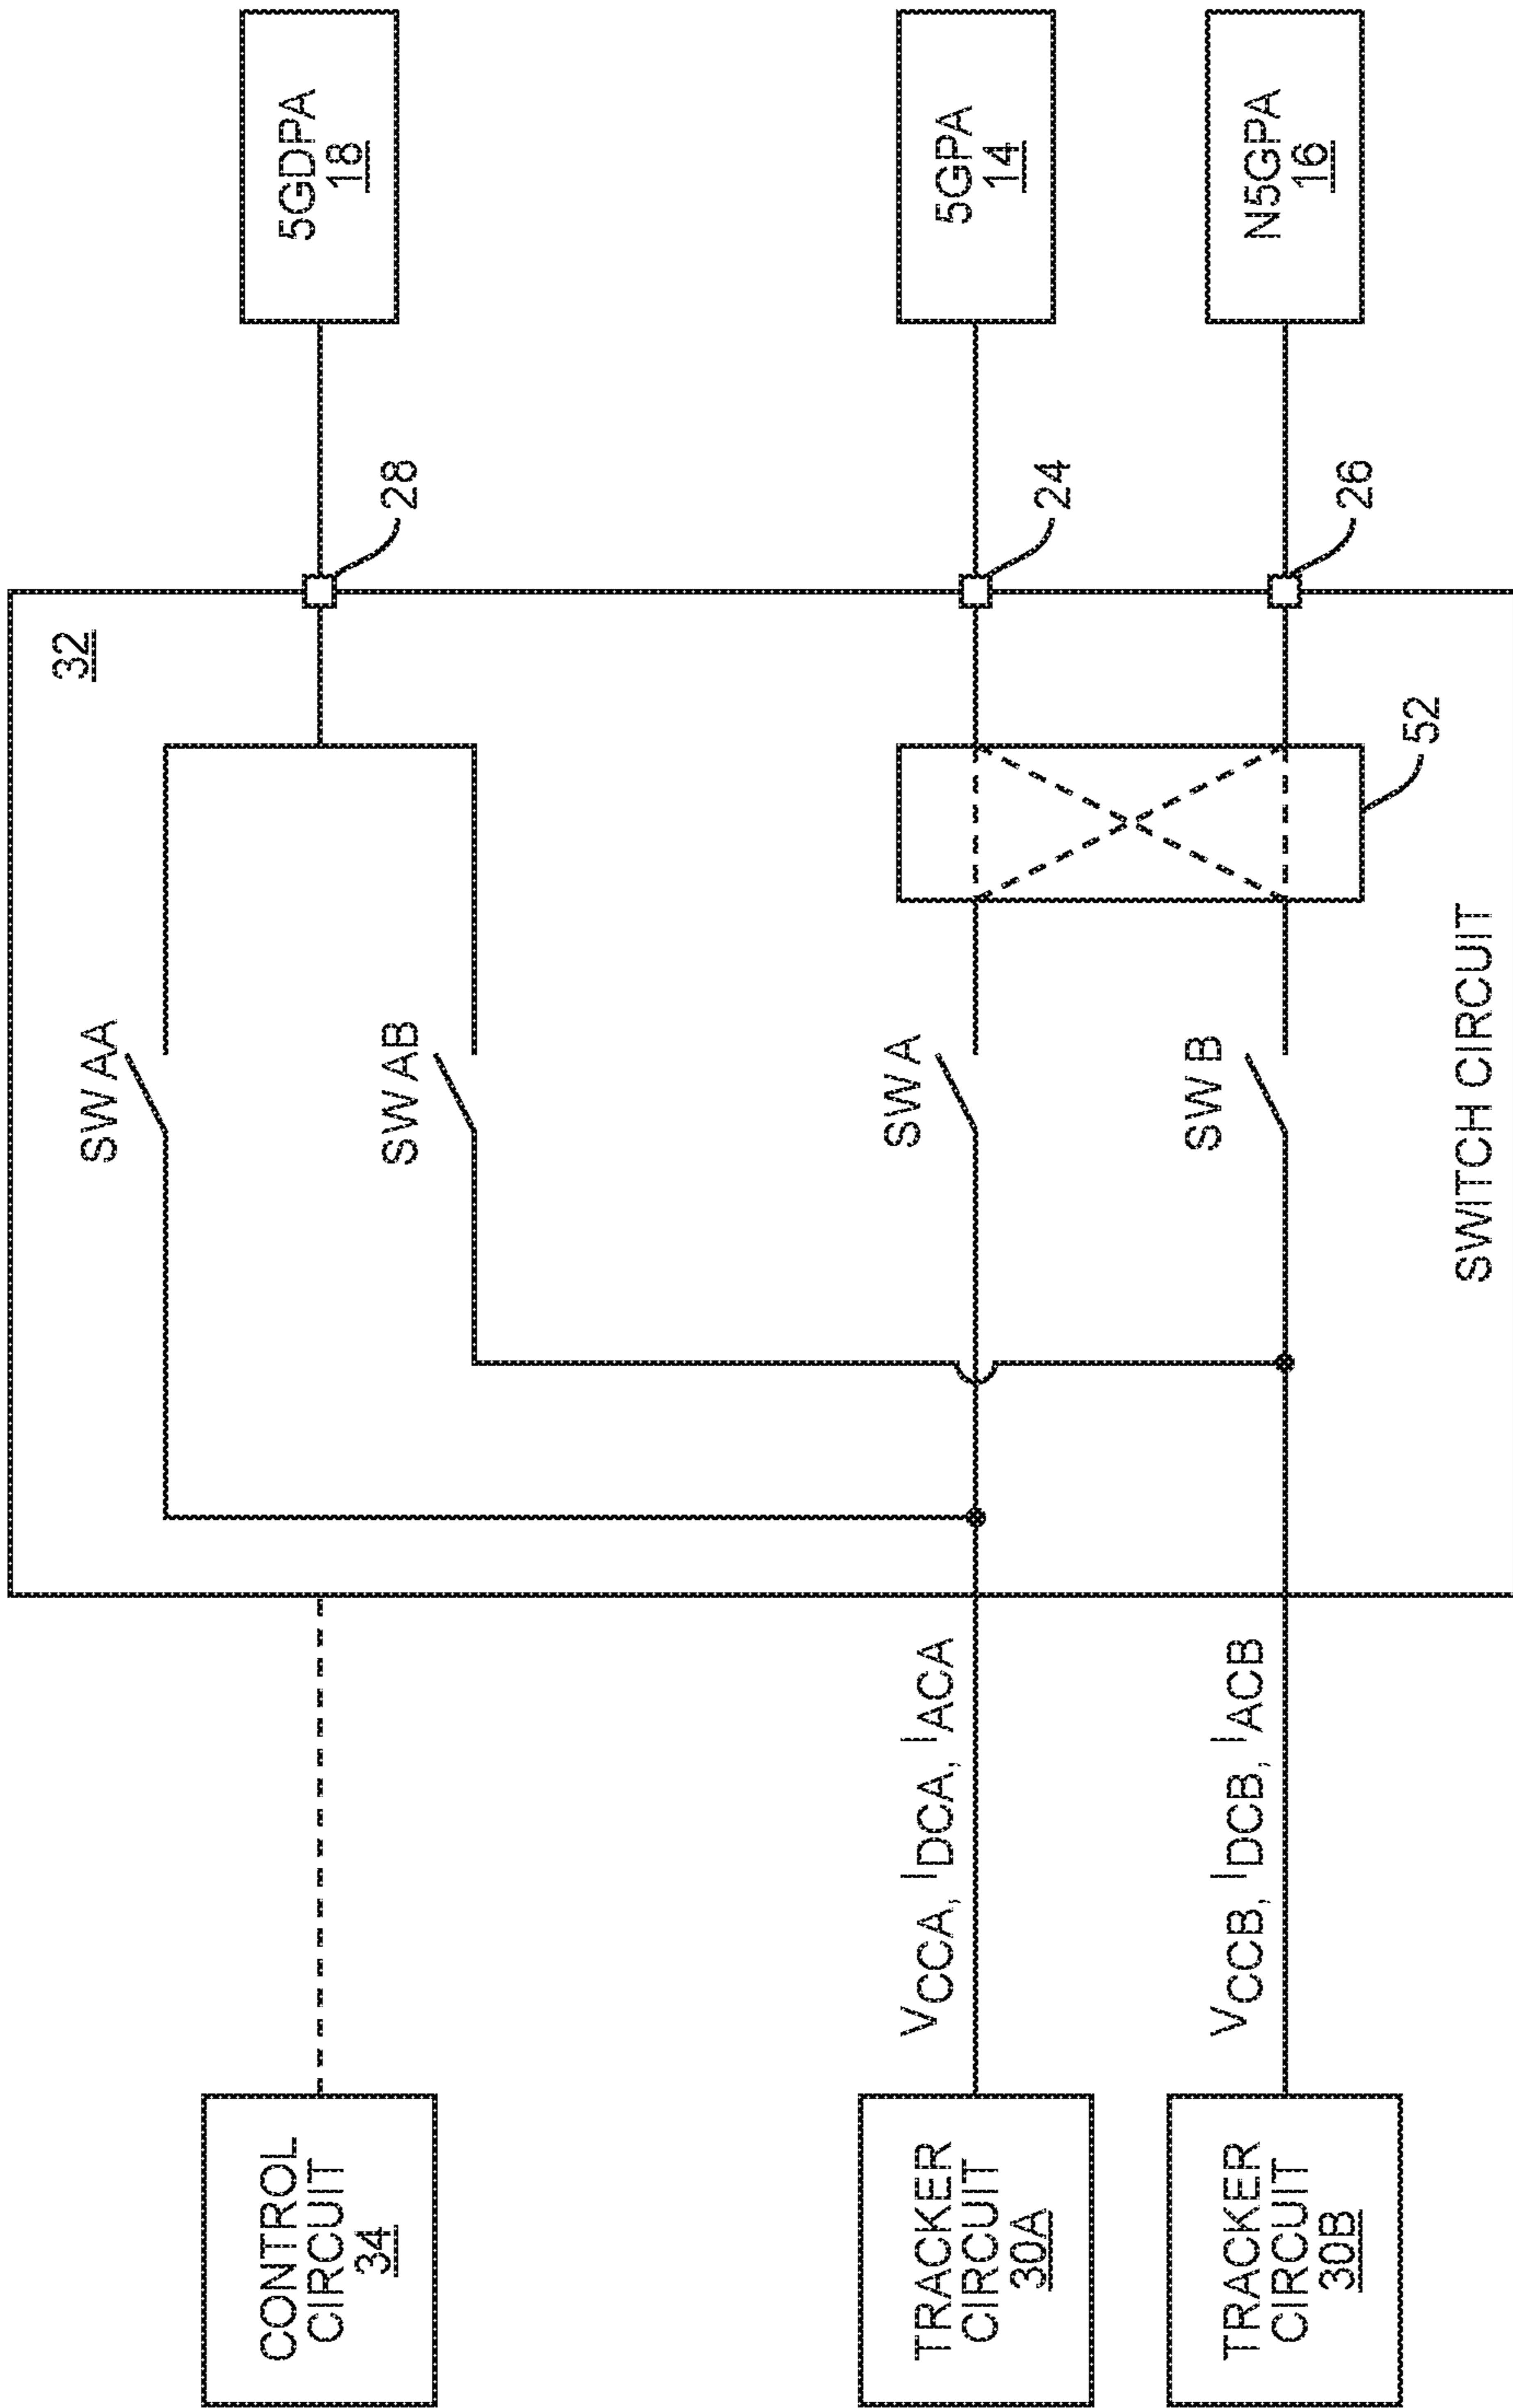 32
SW AA
SW AB
SW A
SW B
SWITCH CIRCUIT
CONTROL
CIRCUIT
34
TRACKER
CIRCUIT
30A
TRACKER
CIRCUIT
30B
VCCA, IDCA, IACA
VCCB, IDCB, IACB
28
24
26
52
5GDPA
18
5GPA
14
N5GPA
16